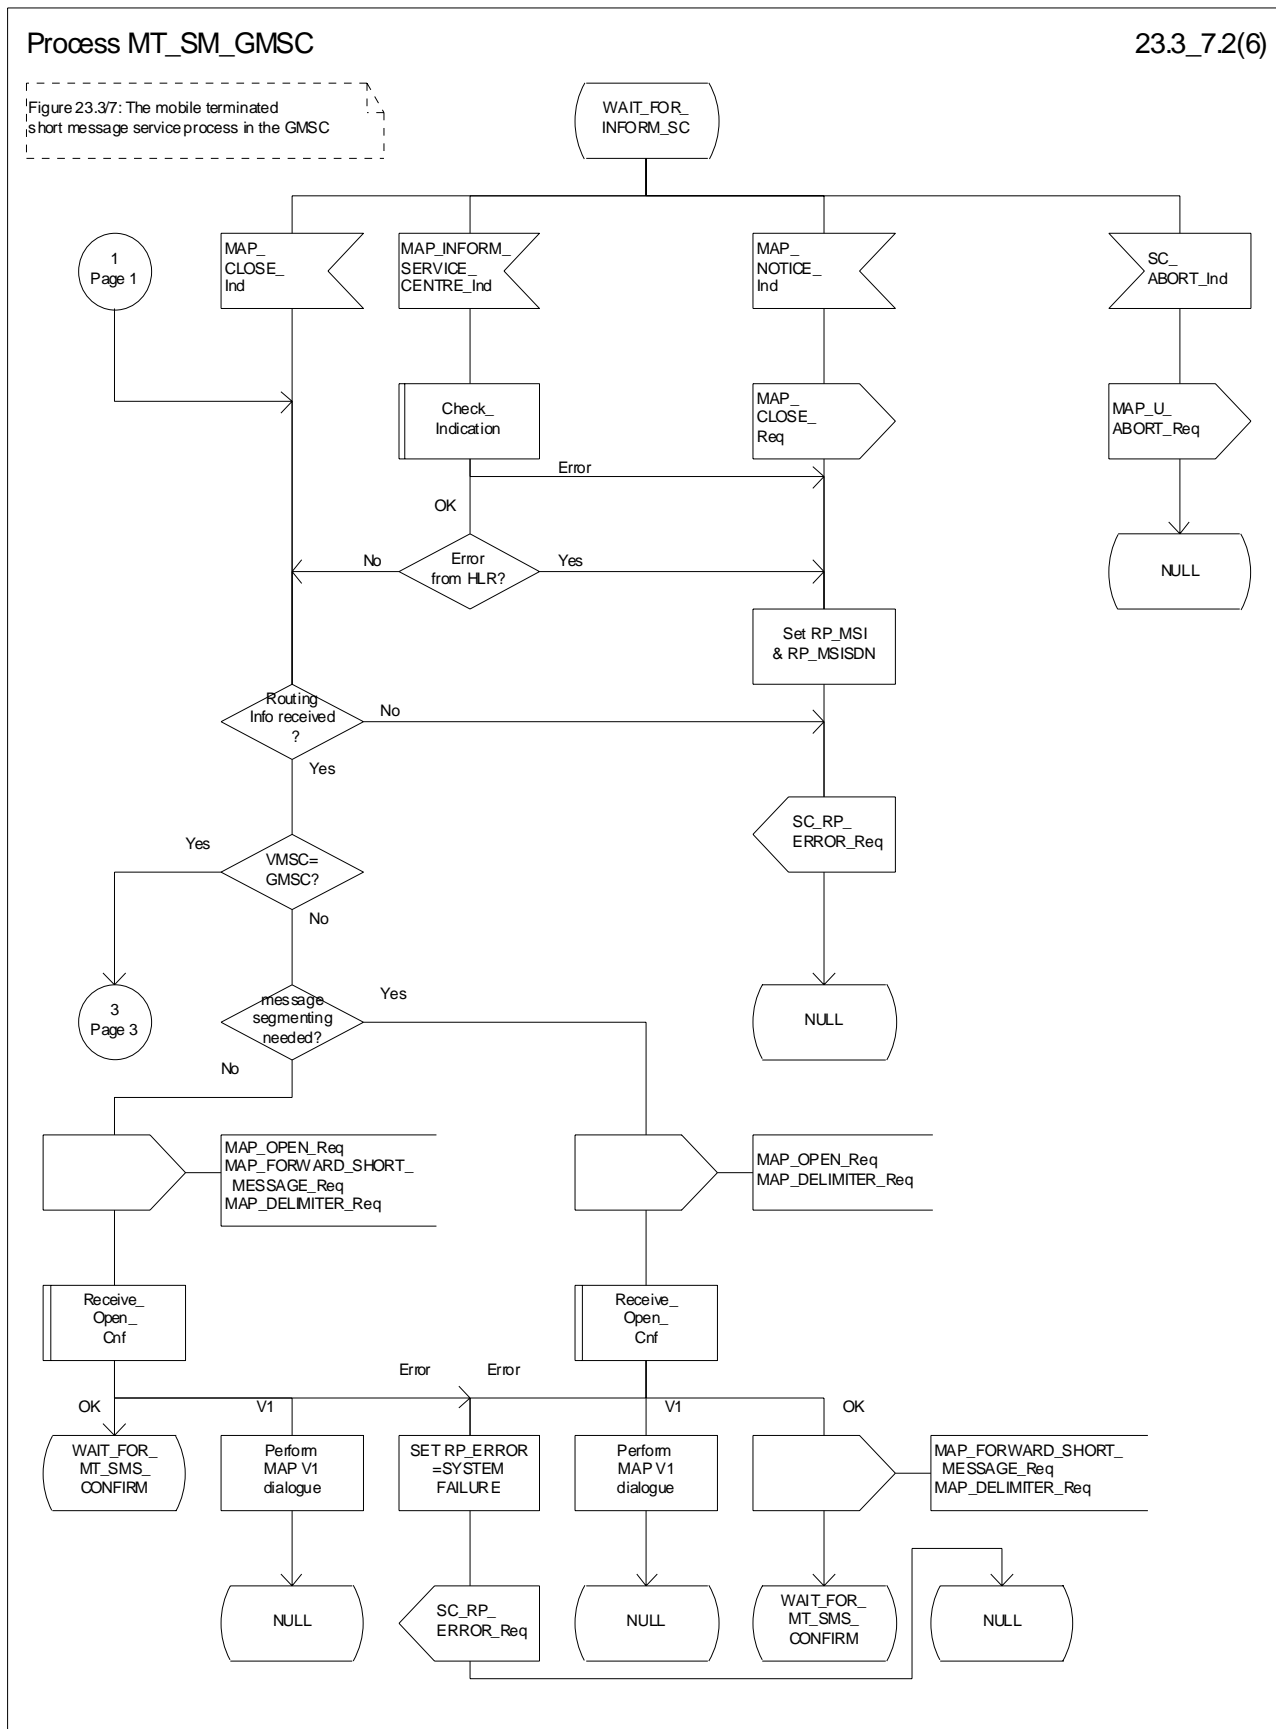 Process MT_SM_GMSC
23.3_7.2(6)
Figure 23.3/7: The mobile terminated
short message service process in the GMSC
WAIT_FOR_
INFORM_SC
1
Page 1
MAP_
CLOSE_
Ind
MAP_INFORM_
SERVICE_
CENTRE_Ind
MAP_
NOTICE_
Ind
SC_
ABORT_Ind
Check_
Indication
MAP_
CLOSE_
Req
MAP_U_
ABORT_Req
Error
OK
No
Error
from HLR?
Yes
NULL
Set RP_MSI
& RP_MSISDN
Routing
Info received
?
No
Yes
SC_RP_
ERROR_Req
Yes
VMSC=
GMSC?
No
3
Page 3
message
segmenting
needed?
Yes
NULL
No
MAP_OPEN_Req
MAP_FORWARD_SHORT_
MESSAGE_Req
MAP_DELIMITER_Req
MAP_OPEN_Req
MAP_DELIMITER_Req
Receive_
Open_
Cnf
Receive_
Open_
Cnf
Error
Error
OK
V1
V1
OK
WAIT_FOR_
MT_SMS_
CONFIRM
Perform
MAP V1
dialogue
SET RP_ERROR
=SYSTEM
FAILURE
Perform
MAP V1
dialogue
MAP_FORWARD_SHORT_
MESSAGE_Req
MAP_DELIMITER_Req
NULL
SC_RP_
ERROR_Req
NULL
WAIT_FOR_
MT_SMS_
CONFIRM
NULL